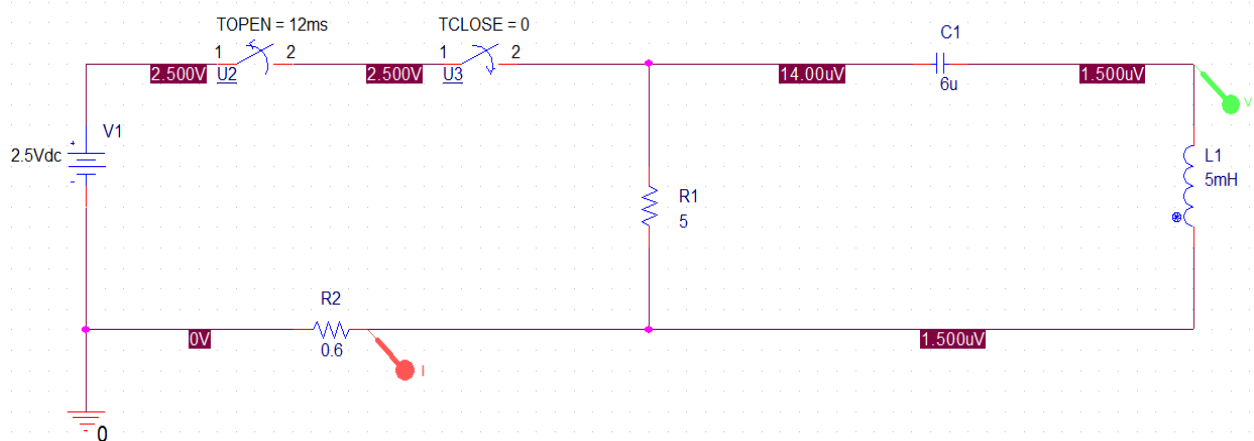 TOPEN = 12ms
TCLOSE = 0
C1
1 2
1 2
2.500V
U2
2.500V
U3
14.00uV
6u
1.500uV
V
V1
+
2.5Vdc
-
L1
5mH
R1
5
R2
0V
0.6
1.500uV
I
0